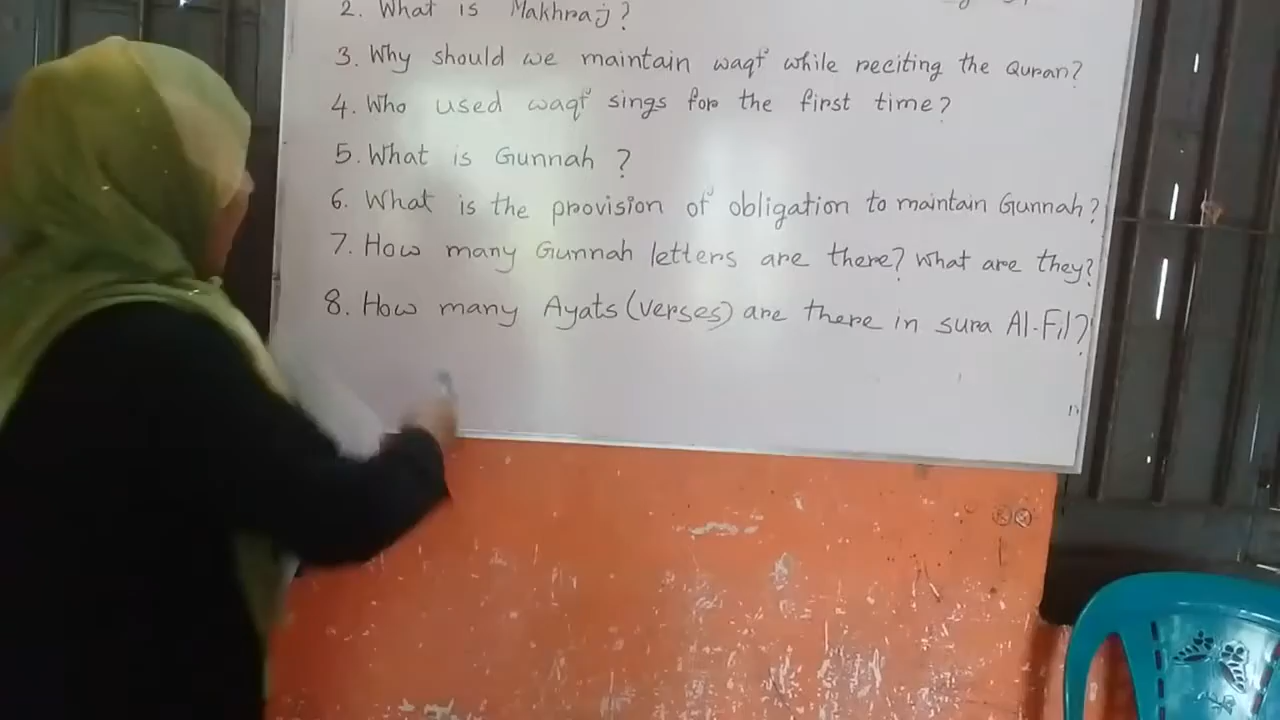 2. What is Makhraj?
3. Why should we maintain waqf while reciting the Quran?
4. Who used waqf sings for the first time?
5. What is Gunnah ?
6. What is the provision of obligation to maintain Gunnah?
7. How many Gunnah letters are there? What are they?
8. How many Ayats (verses) are there in sura Al-Fil?